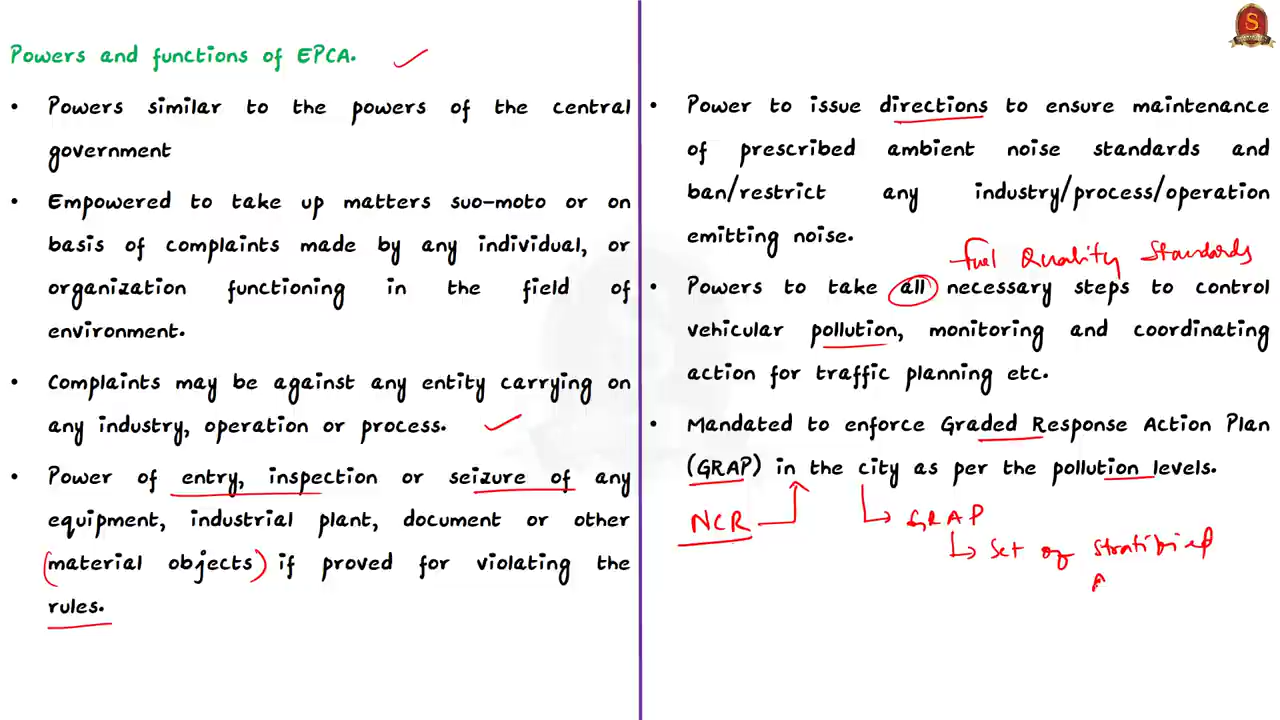 Powers and functions of EPCA.
• Powers similar to the powers of the central
government
• Empowered to take up matters suo-moto or on
basis of complaints made by any individual, or
organization functioning in the field of
environment.
• Complaints may be against any entity carrying on
any industry, operation or process.
• Power of entry, inspection or seizure of any
equipment, industrial plant, document or other
(material objects) if proved for violating the
rules.
• Power to issue directions to ensure maintenance
of prescribed ambient noise standards and
ban/restrict any industry/process/operation
emitting noise.
Fuel Quality Standards
• Powers to take all necessary steps to control
vehicular pollution, monitoring and coordinating
action for traffic planning etc.
• Mandated to enforce Graded Response Action Plan
(GRAP) in the city as per the pollution levels.
NCR
GRAP
Set of stratified
A
S